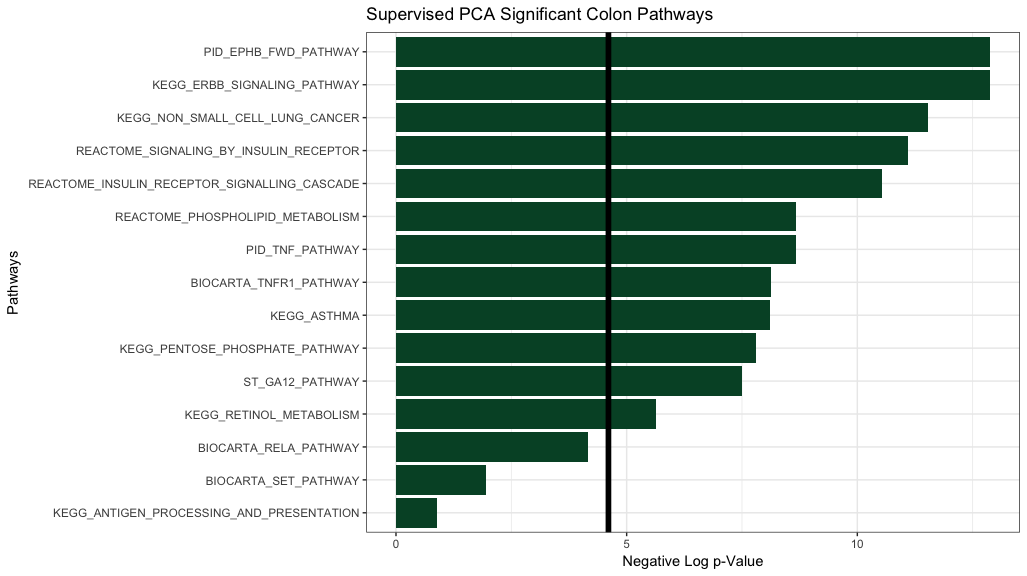 Supervised PCA Significant Colon Pathways
Pathways
PID_EPHB_FWD_PATHWAY
KEGG_ERBB_SIGNALING_PATHWAY
KEGG_NON_SMALL_CELL_LUNG_CANCER
REACTOME_SIGNALING_BY_INSULIN_RECEPTOR
REACTOME_INSULIN_RECEPTOR_SIGNALLING_CASCADE
REACTOME_PHOSPHOLIPID_METABOLISM
PID_TNF_PATHWAY
BIOCARTA_TNFR1_PATHWAY
KEGG_ASTHMA
KEGG_PENTOSE_PHOSPHATE_PATHWAY
ST_GA12_PATHWAY
KEGG_RETINOL_METABOLISM
BIOCARTA_RELA_PATHWAY
BIOCARTA_SET_PATHWAY
KEGG_ANTIGEN_PROCESSING_AND_PRESENTATION
0 5 10
Negative Log p-Value